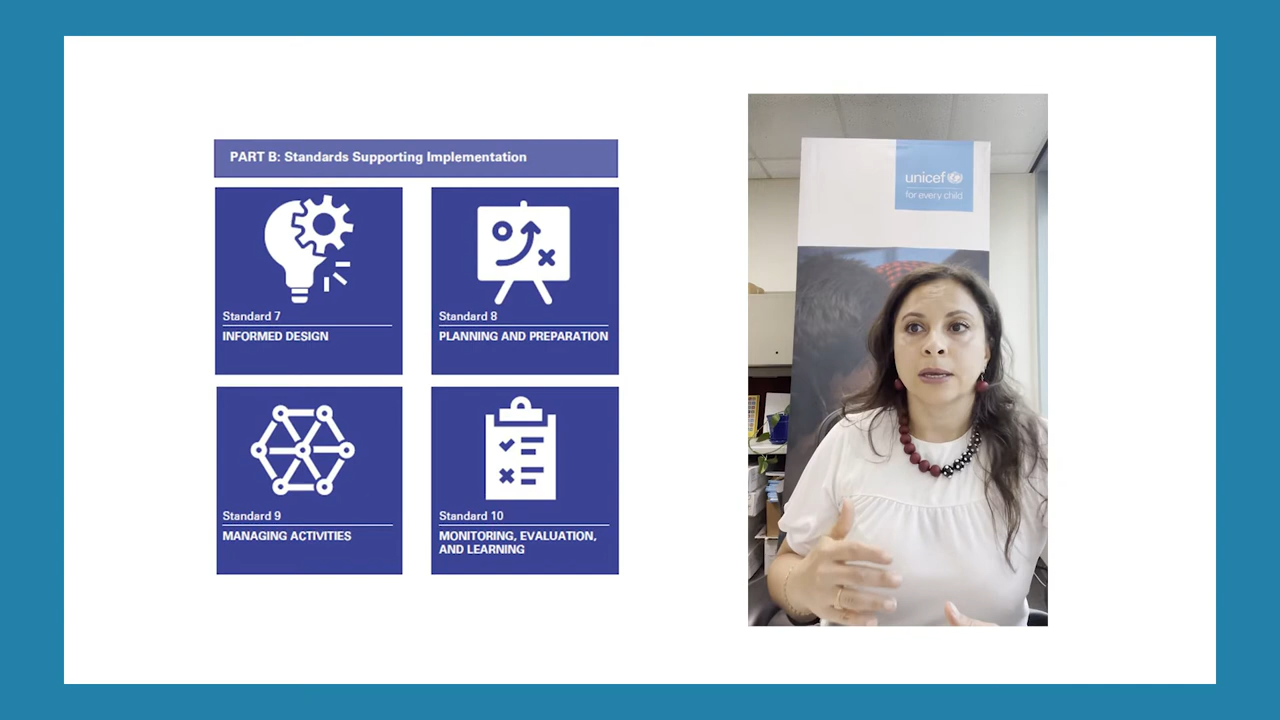 PART B: Standards Supporting Implementation
Standard 7
INFORMED DESIGN
Standard 8
PLANNING AND PREPARATION
Standard 9
MANAGING ACTIVITIES
Standard 10
MONITORING, EVALUATION,
AND LEARNING
unicef
for every child